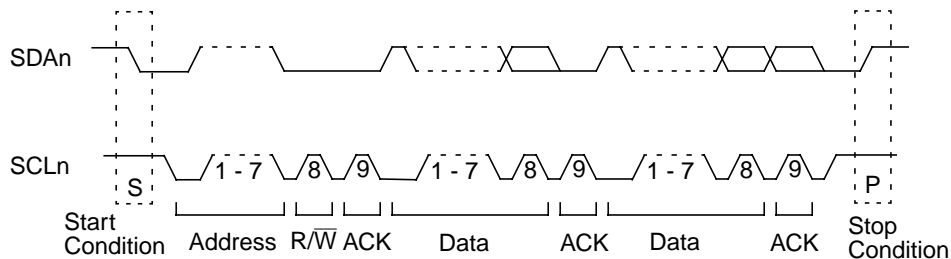 SDAn
SCLn
S
1 - 7
8
9
1 - 7
8
9
1 - 7
8
9
P
Start
Condition
Address
R/W̅
ACK
Data
ACK
Data
ACK
Stop
Condition